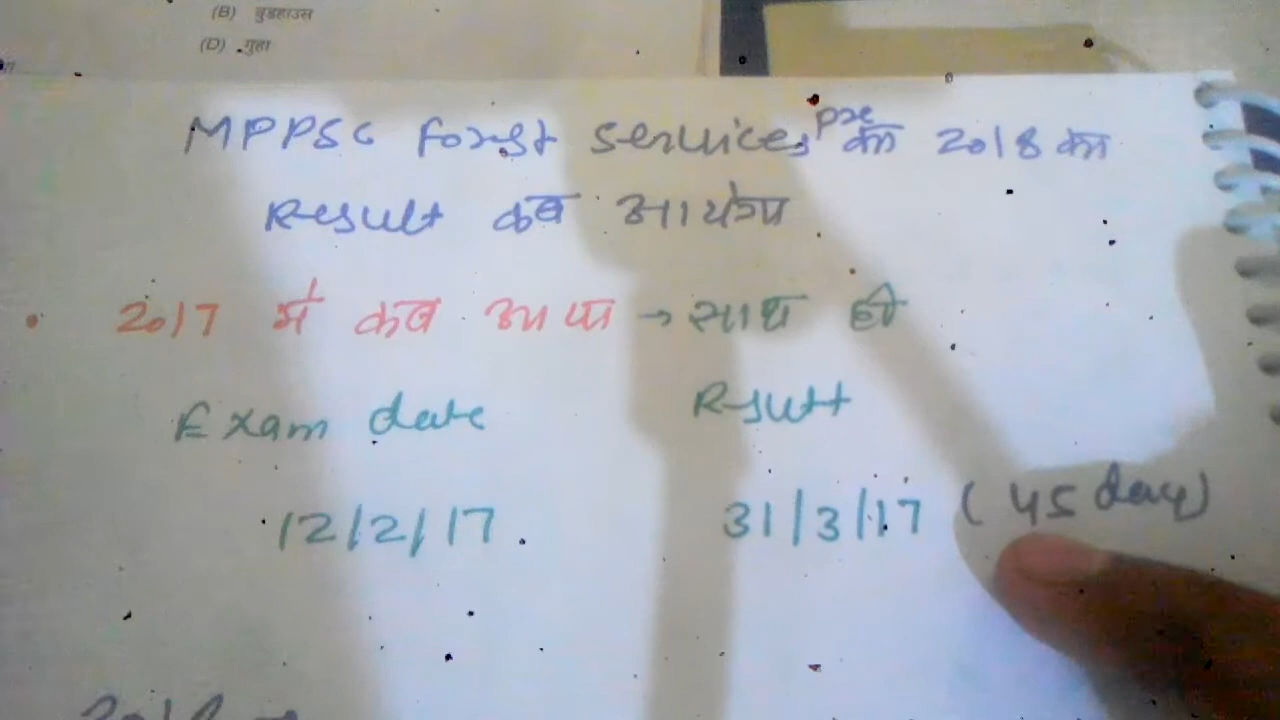 (B) वुडहाउस
(D) गुहा
MPPSC forest services pre का 2018 का
Result कब आयेगा
• 2017 में कब आया → साथ ही
Exam date Result
12/2/17. 31/3/17 (45 day)